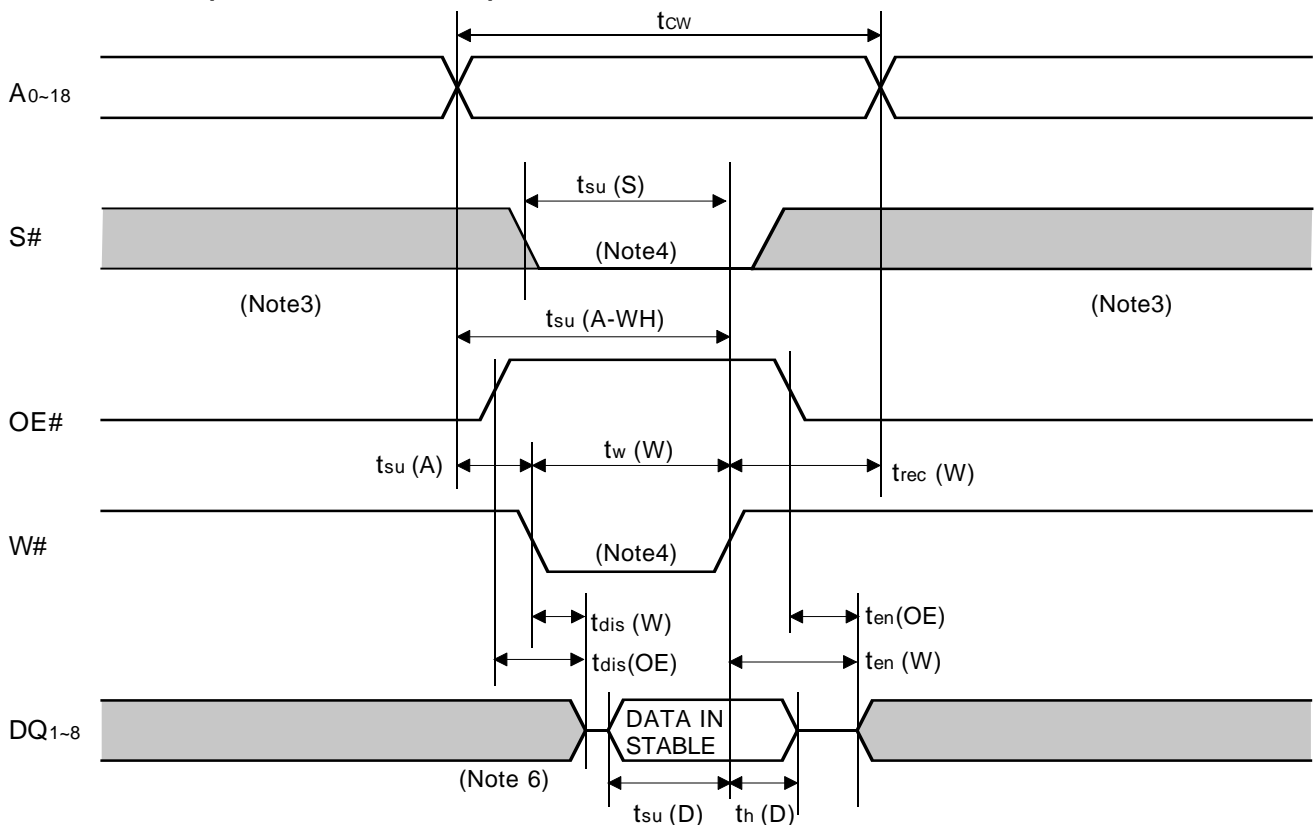 tCW
A0~18
tsu (S)
S#
(Note4)
(Note3)
(Note3)
tsu (A-WH)
OE#
tsu (A)
tw (W)
trec (W)
W#
(Note4)
tdis (W)
ten(OE)
tdis(OE)
ten (W)
DQ1~8
DATA IN
STABLE
(Note 6)
tsu (D)
th (D)